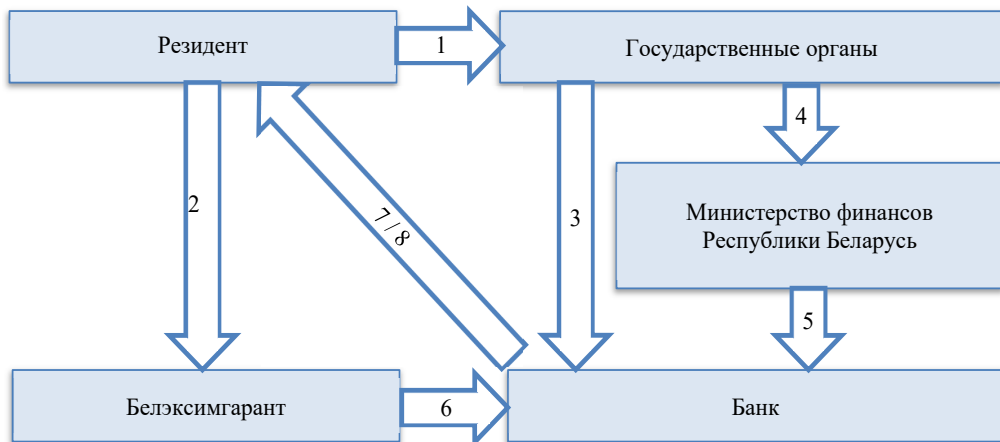 Резидент
1
Государственные органы
4
2
7 / 8
3
Министерство финансов
Республики Беларусь
5
Белэксимгарант
6
Банк